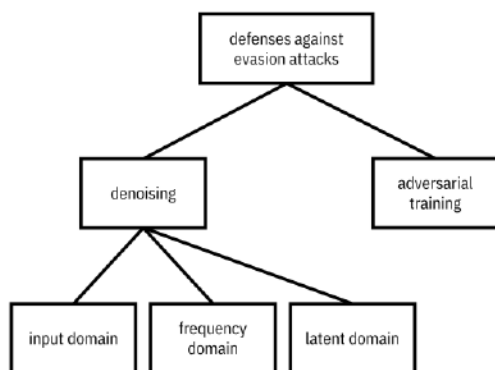 defenses against
evasion attacks
denoising
adversarial
training
input domain
frequency
domain
latent domain